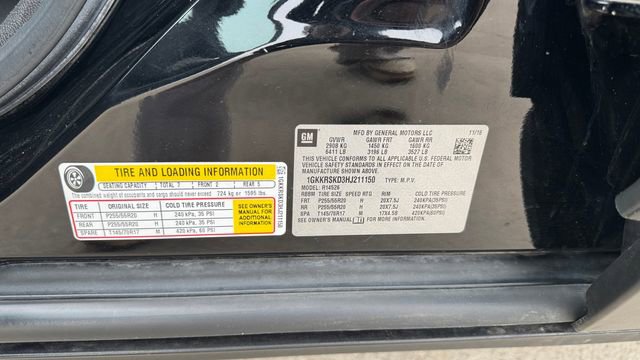 TIRE AND LOADING INFORMATION
SEATING CAPACITY TOTAL 7 FRONT 2 REAR 5
The combined weight of occupants and cargo should never exceed 724 kg or 1595 lbs.
TIRE ORIGINAL SIZE COLD TIRE PRESSURE
FRONT P255/55R20 H 240 kPa, 35 PSI
REAR P255/55R20 H 240 kPa, 35 PSI
SPARE T145/70R17 M 420 kPa, 60 PSI
SEE OWNER'S
MANUAL FOR
ADDITIONAL
INFORMATION
1GKKRSKD3HJ211150
GM
MFD BY GENERAL MOTORS LLC 11/16
GVWR GAWR FRT GAWR RR
2908 KG 1450 KG 1600 KG
6411 LB 3196 LB 3527 LB
THIS VEHICLE CONFORMS TO ALL APPLICABLE U.S. FEDERAL MOTOR
VEHICLE SAFETY STANDARDS IN EFFECT ON THE DATE OF
MANUFACTURE SHOWN ABOVE.
1GKKRSKD3HJ211150 TYPE: M.P.V.
MODEL: R14526
TIRE SIZE SPEED RTG RIM COLD TIRE PRESSURE
FRT P255/55R20 H 20X7.5J 240KPA(35PSI)
RR P255/55R20 H 20X7.5J 240KPA(35PSI)
SPA T145/70R17 M 17X4.5B 420KPA(60PSI)
SEE OWNER'S MANUAL FOR MORE INFORMATION.